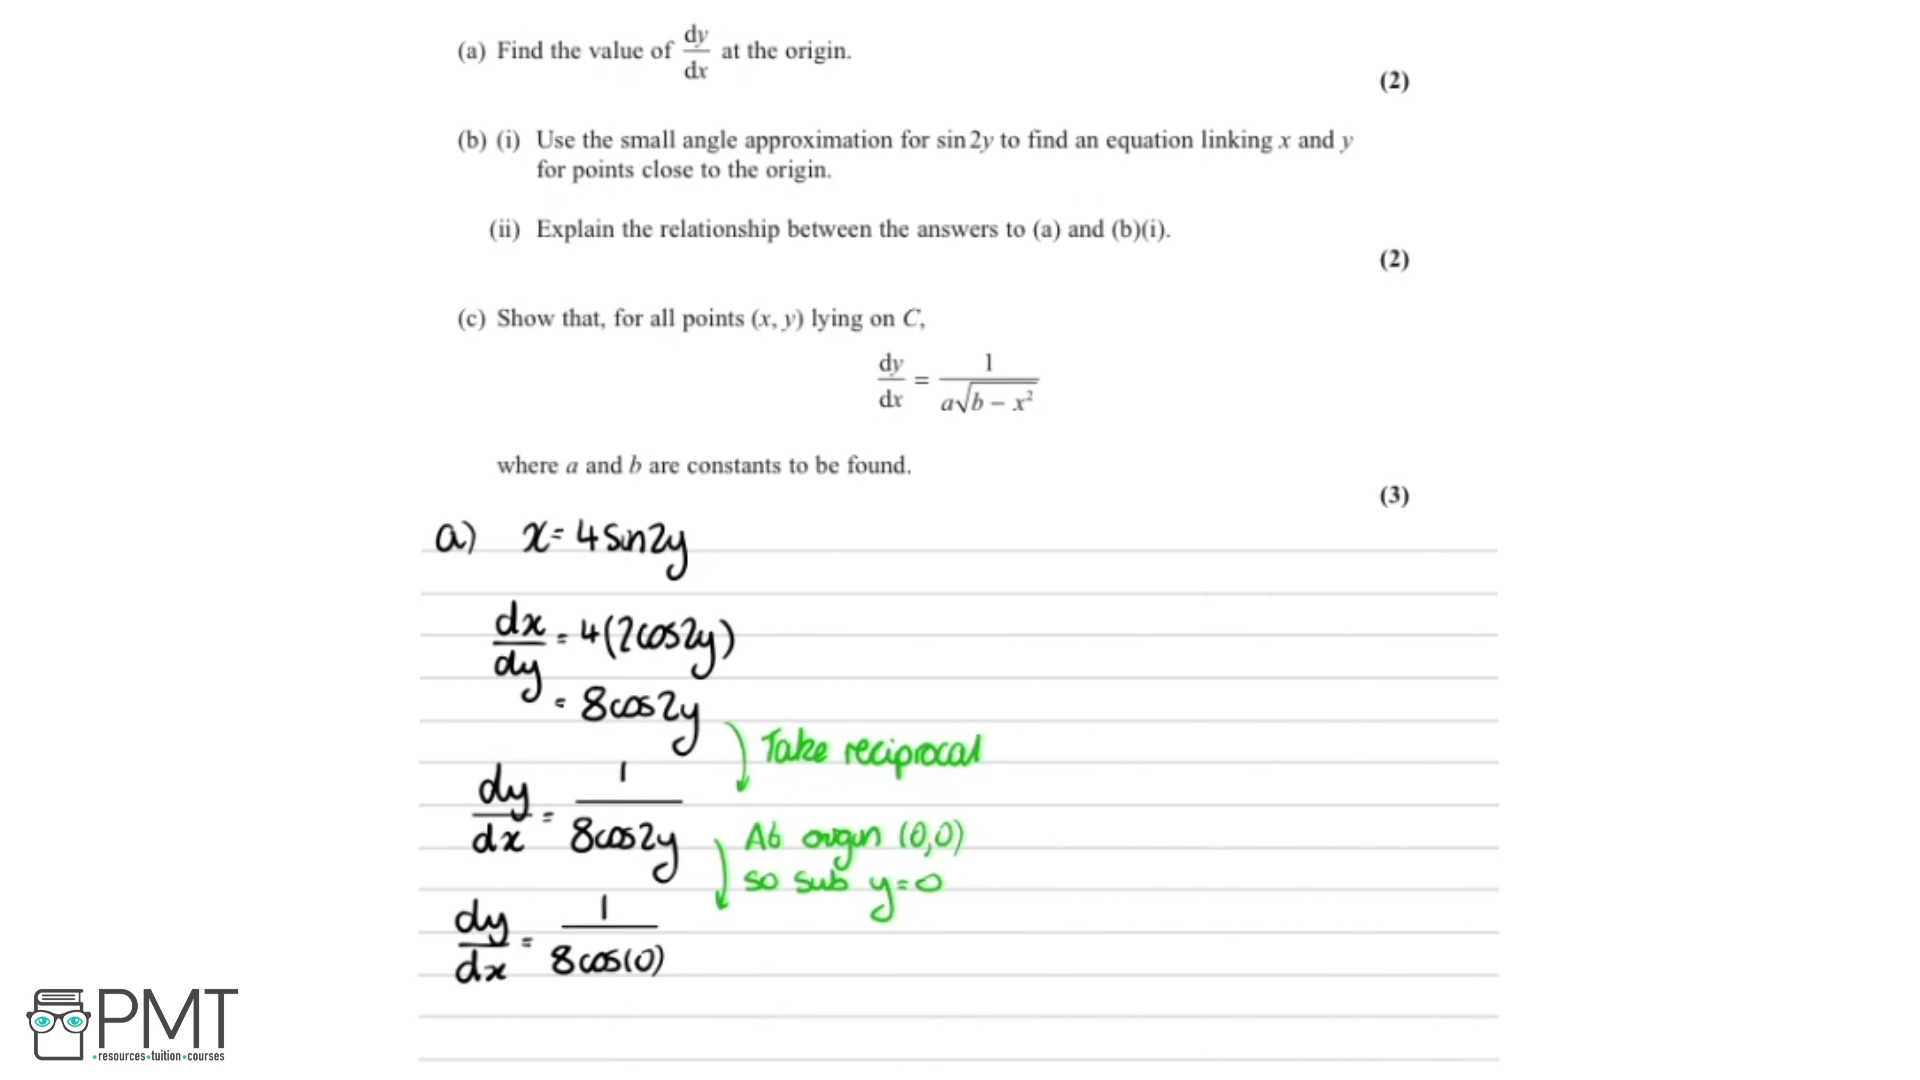 (a) Find the value of dy/dx at the origin.
(2)
(b) (i) Use the small angle approximation for sin 2y to find an equation linking x and y
for points close to the origin.
(ii) Explain the relationship between the answers to (a) and (b)(i).
(2)
(c) Show that, for all points (x, y) lying on C,
dy/dx = 1/(a√(b – x²))
where a and b are constants to be found.
(3)
a) x = 4 sin2y
dx/dy = 4(2cos2y)
= 8cos2y
Take reciprocal
dy/dx = 1/(8cos2y)
At origin (0,0)
so sub y=0
dy/dx = 1/(8cos(0))
PMT
•resources•tuition•courses